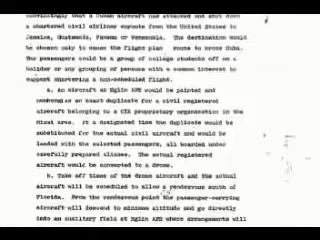 convincingly that a Cuban aircraft has attacked and shot down
a chartered civil airliner enroute from the United States to
Jamaica, Guatemala, Panama or Venezuela. The destination would
be chosen only to cause the flight plan route to cross Cuba.
The passengers could be a group of college students off on a
holiday or any grouping of persons with a common interest to
support chartering a non-scheduled flight.
a. An aircraft at Eglin AFB would be painted and
numbered as an exact duplicate for a civil registered
aircraft belonging to a CIA proprietary organization in the
Miami area. At a designated time the duplicate would be
substituted for the actual civil aircraft and would be
loaded with the selected passengers, all boarded under
carefully prepared aliases. The actual registered
aircraft would be converted to a drone.
b. Take off times of the drone aircraft and the actual
aircraft will be scheduled to allow a rendezvous south of
Florida. From the rendezvous point the passenger-carrying
aircraft will descend to minimum altitude and go directly
into an auxiliary field at Eglin AFB where arrangements will